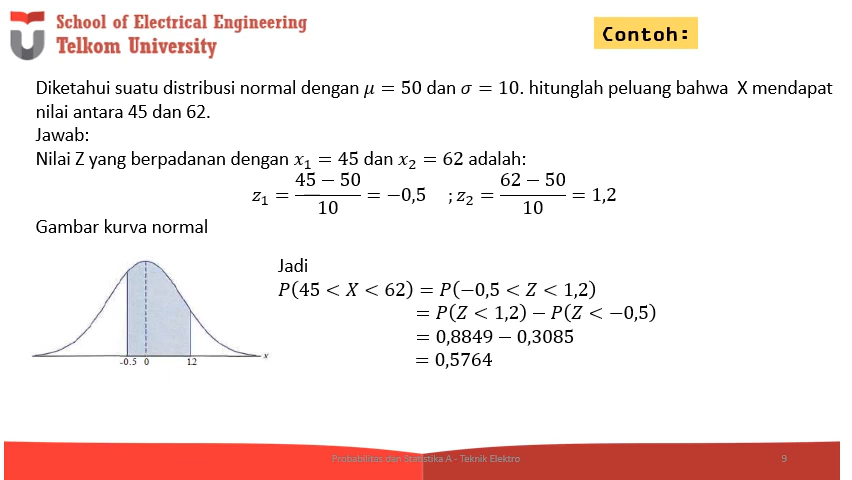 School of Electrical Engineering
Telkom University
Contoh:
Diketahui suatu distribusi normal dengan 𝜇 = 50 dan 𝜎 = 10. hitunglah peluang bahwa X mendapat
nilai antara 45 dan 62.
Jawab:
Nilai Z yang berpadanan dengan 𝑥₁ = 45 dan 𝑥₂ = 62 adalah:
𝑧₁ = (45 − 50)/10 = −0,5 ; 𝑧₂ = (62 − 50)/10 = 1,2
Gambar kurva normal
Jadi
𝑃(45 < 𝑋 < 62) = 𝑃(−0,5 < 𝑍 < 1,2)
= 𝑃(𝑍 < 1,2) − 𝑃(𝑍 < −0,5)
= 0,8849 − 0,3085
= 0,5764
-0.5 0 12 x
Probabilitas dan Statistika A - Teknik Elektro 9